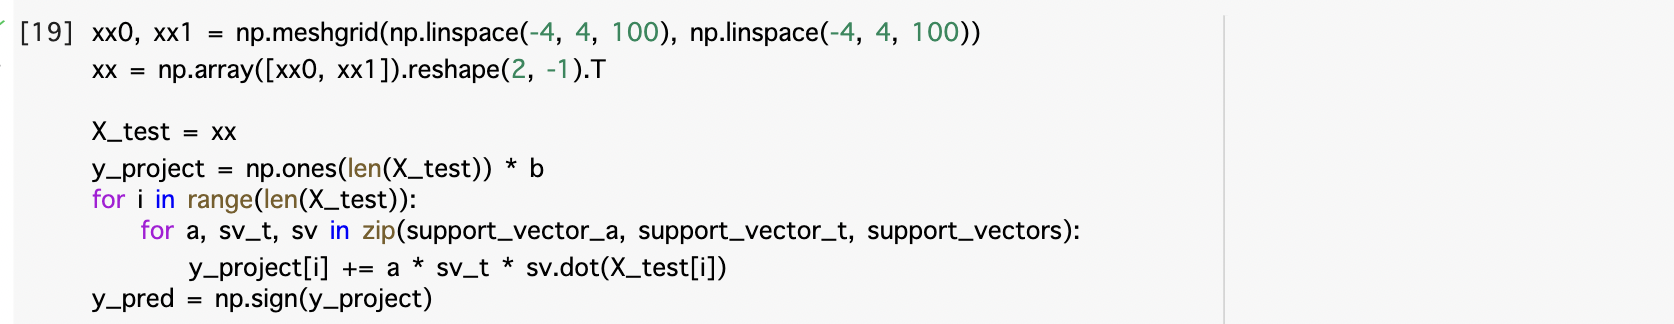 [19] xx0, xx1 = np.meshgrid(np.linspace(-4, 4, 100), np.linspace(-4, 4, 100))
xx = np.array([xx0, xx1]).reshape(2, -1).T
X_test = xx
y_project = np.ones(len(X_test)) * b
for i in range(len(X_test)):
    for a, sv_t, sv in zip(support_vector_a, support_vector_t, support_vectors):
        y_project[i] += a * sv_t * sv.dot(X_test[i])
y_pred = np.sign(y_project)